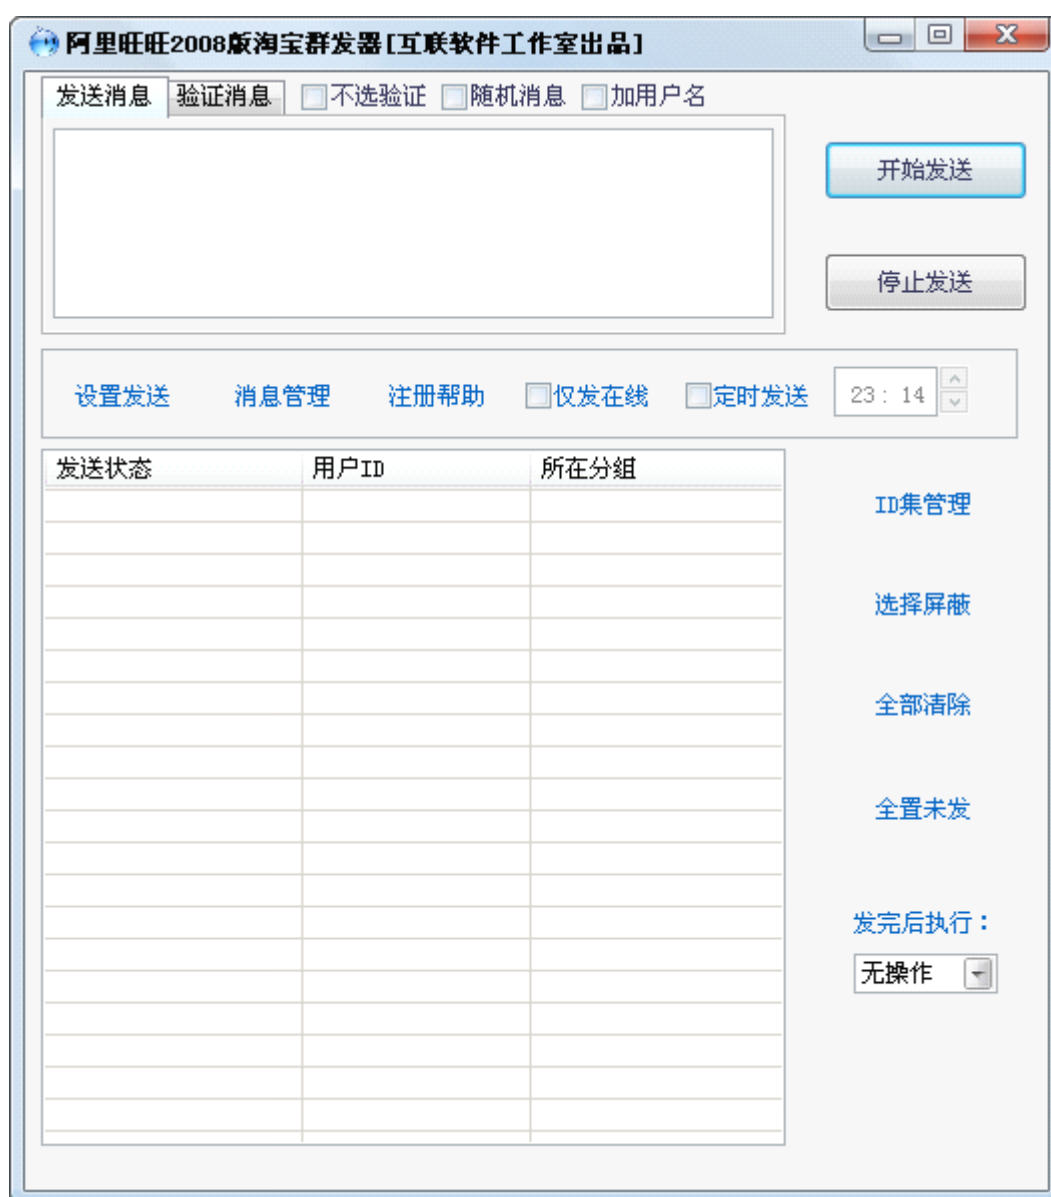 阿里旺旺2008版淘宝群发器[互联软件工作室出品]
发送消息 验证消息 不选验证 随机消息 加用户名
开始发送
停止发送
设置发送 消息管理 注册帮助 仅发在线 定时发送 23: 14
发送状态 用户ID 所在分组
ID集管理
选择屏蔽
全部清除
全置未发
发完后执行：
无操作